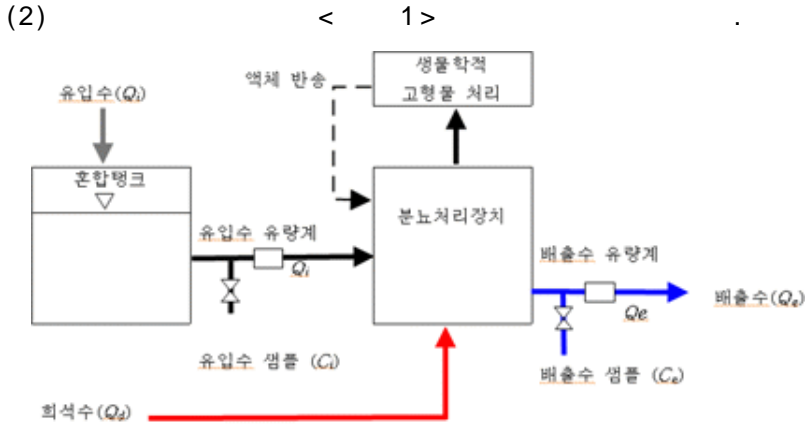 (2) < 1> .
생물학적
고형물 처리
액체 반송
유입수(Qi)
혼합탱크
분뇨처리장치
유입수 유량계
Qi
배출수 유량계
Qe
배출수(Qe)
유입수 샘플 (Ci)
배출수 샘플 (Ce)
희석수(Qd)